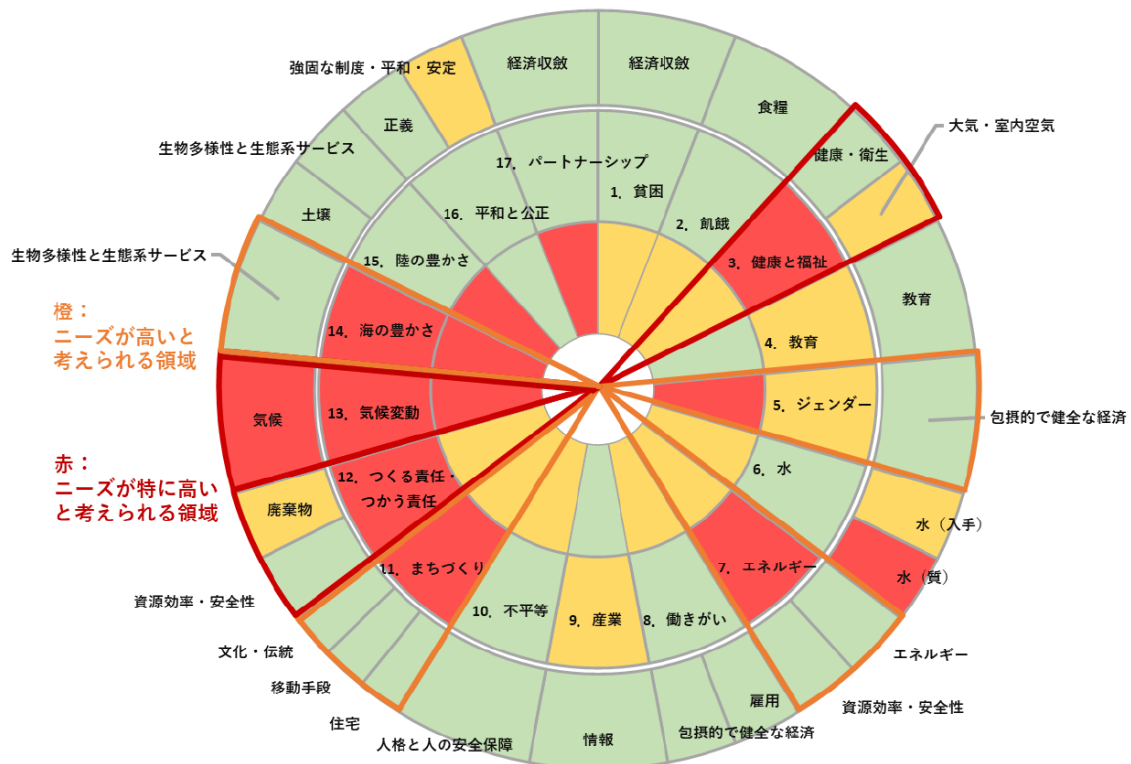 経済収斂
経済収斂
強固な制度・平和・安定
食糧
正義
大気・室内空気
生物多様性と生態系サービス
健康・衛生
17．パートナーシップ
1．貧困
16．平和と公正
2．飢餓
土壌
生物多様性と生態系サービス
15．陸の豊かさ
3．健康と福祉
教育
橙：
ニーズが高いと
考えられる領域
14．海の豊かさ
4．教育
気候
13．気候変動
5．ジェンダー
包摂的で健全な経済
赤：
ニーズが特に高い
と考えられる領域
12．つくる責任・
つかう責任
6．水
廃棄物
水（入手）
11．まちづくり
7．エネルギー
水（質）
資源効率・安全性
10．不平等
9．産業
8．働きがい
文化・伝統
エネルギー
移動手段
住宅
雇用
資源効率・安全性
人格と人の安全保障
情報
包摂的で健全な経済